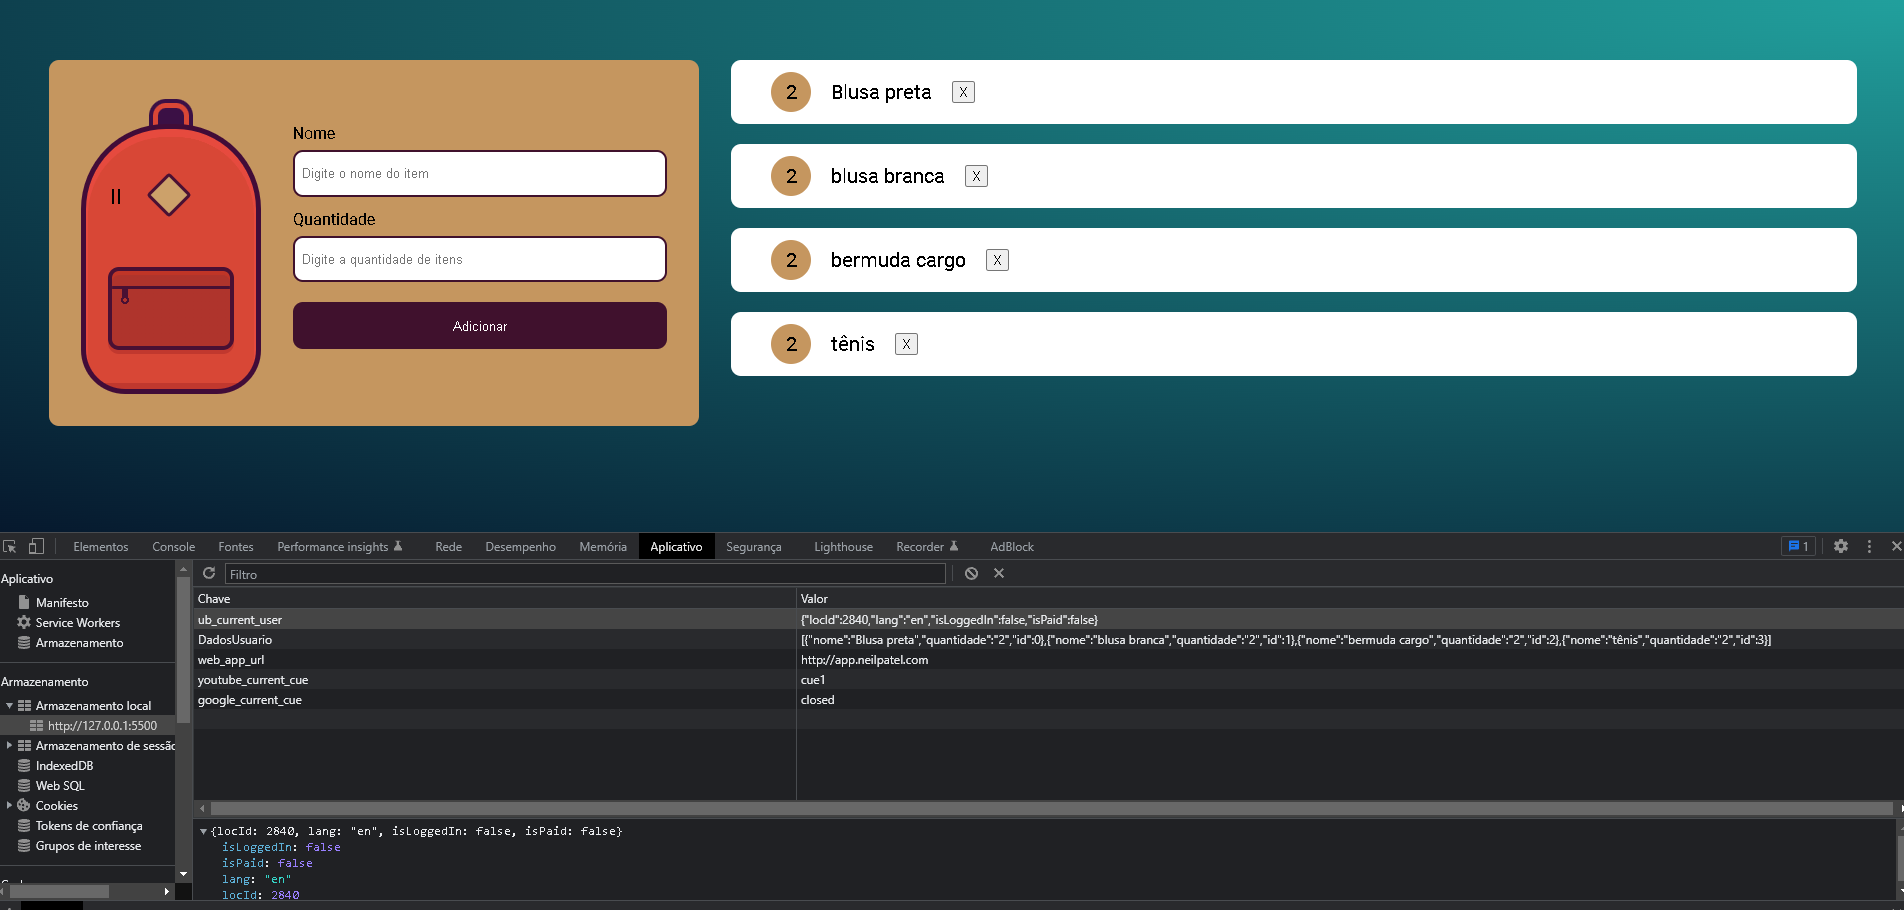 Nome
Digite o nome do item
Quantidade
Digite a quantidade de itens
Adicionar
2 Blusa preta X
2 blusa branca X
2 bermuda cargo X
2 tênis X
Elementos Console Fontes Performance insights Rede Desempenho Memória Aplicativo Segurança Lighthouse Recorder AdBlock 1
Aplicativo
Manifesto
Service Workers
Armazenamento
Armazenamento
Armazenamento local
http://127.0.0.1:5500
Armazenamento de sessão
IndexedDB
Web SQL
Cookies
Tokens de confiança
Grupos de interesse
Filtro
Chave Valor
ub_current_user {"locId":2840,"lang":"en","isLoggedIn":false,"isPaid":false}
DadosUsuario [{"nome":"Blusa preta","quantidade":"2","id":0},{"nome":"blusa branca","quantidade":"2","id":1},{"nome":"bermuda cargo","quantidade":"2","id":2},{"nome":"tênis","quantidade":"2","id":3}]
web_app_url http://app.neilpatel.com
youtube_current_cue cue1
google_current_cue closed
{locId: 2840, lang: "en", isLoggedIn: false, isPaid: false}
isLoggedIn: false
isPaid: false
lang: "en"
locId: 2840